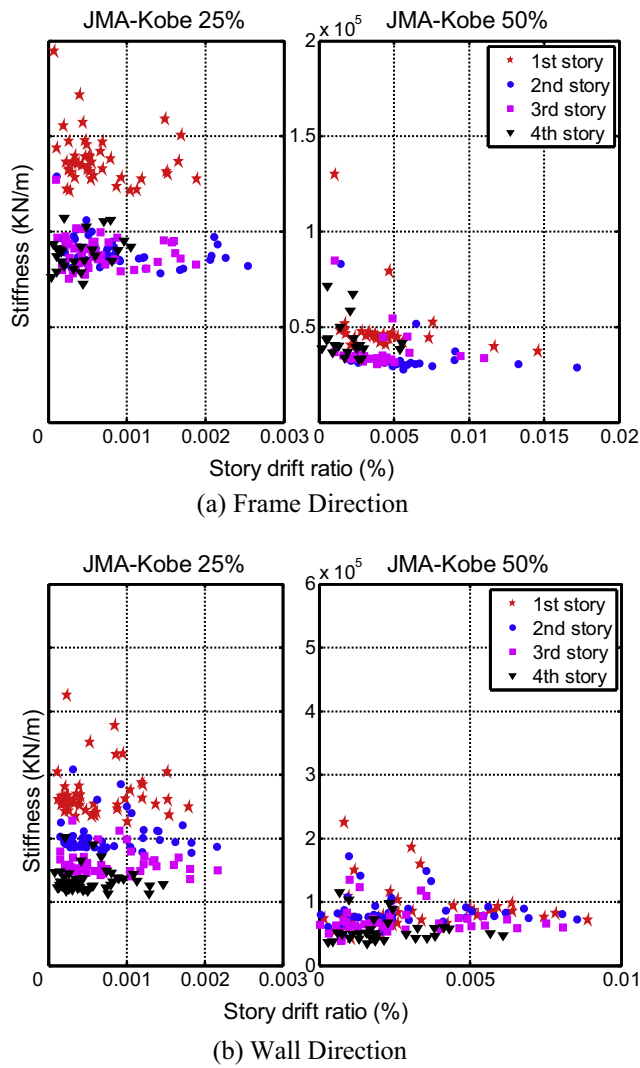 JMA-Kobe 25%
JMA-Kobe 50%
x 10⁵
2
1.5
1
0.5
0
Stiffness (KN/m)
1st story
2nd story
3rd story
4th story
0 0.001 0.002 0.003
0.005 0.01 0.015 0.02
Story drift ratio (%)
(a) Frame Direction
JMA-Kobe 25%
JMA-Kobe 50%
x 10⁵
6
5
4
3
2
1
0
Stiffness (KN/m)
1st story
2nd story
3rd story
4th story
0 0.001 0.002 0.003
0.005 0.01
Story drift ratio (%)
(b) Wall Direction